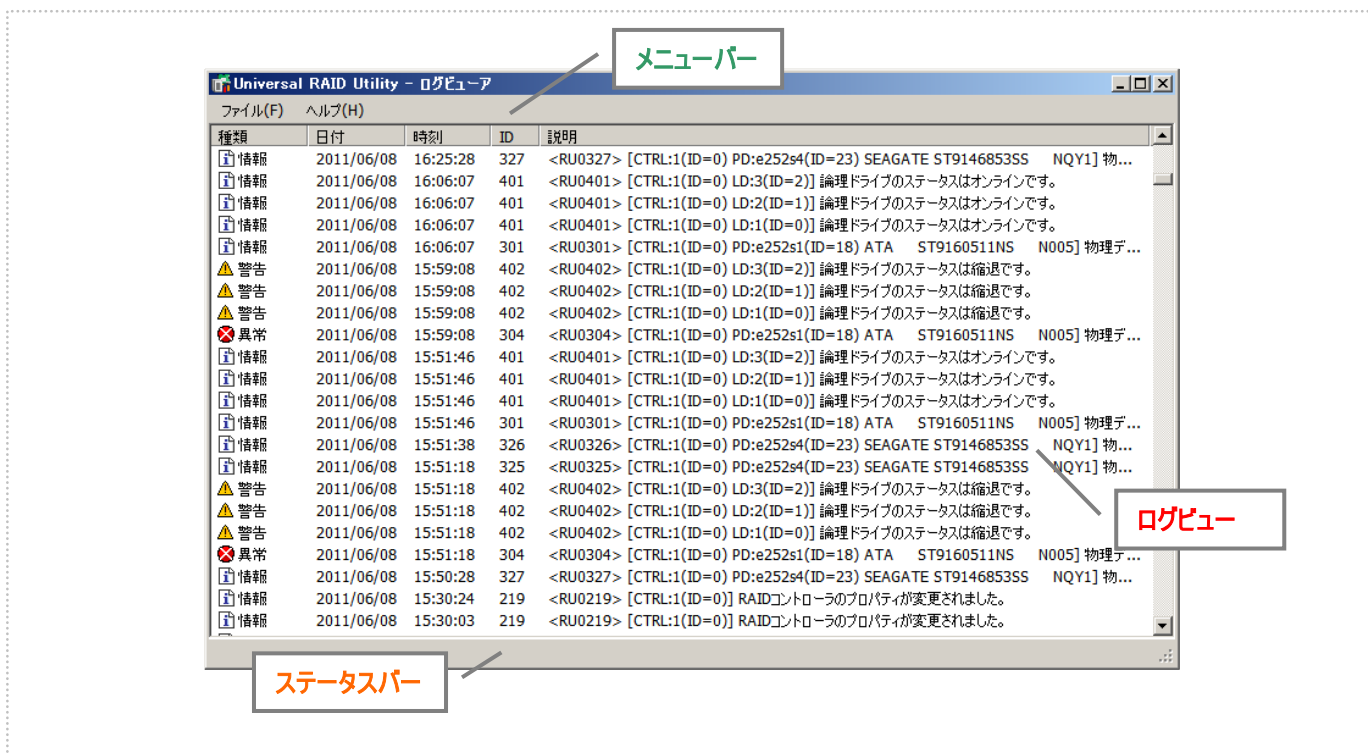 メニューバー
Universal RAID Utility - ログビューア
ファイル(F) ヘルプ(H)
種類 日付 時刻 ID 説明
情報 2011/06/08 16:25:28 327 <RU0327> [CTRL:1(ID=0) PD:e252s4(ID=23) SEAGATE ST9146853SS NQY1] 物...
情報 2011/06/08 16:06:07 401 <RU0401> [CTRL:1(ID=0) LD:3(ID=2)] 論理ドライブのステータスはオンラインです。
情報 2011/06/08 16:06:07 401 <RU0401> [CTRL:1(ID=0) LD:2(ID=1)] 論理ドライブのステータスはオンラインです。
情報 2011/06/08 16:06:07 401 <RU0401> [CTRL:1(ID=0) LD:1(ID=0)] 論理ドライブのステータスはオンラインです。
情報 2011/06/08 16:06:07 301 <RU0301> [CTRL:1(ID=0) PD:e252s1(ID=18) ATA ST9160511NS N005] 物理デ...
警告 2011/06/08 15:59:08 402 <RU0402> [CTRL:1(ID=0) LD:3(ID=2)] 論理ドライブのステータスは縮退です。
警告 2011/06/08 15:59:08 402 <RU0402> [CTRL:1(ID=0) LD:2(ID=1)] 論理ドライブのステータスは縮退です。
警告 2011/06/08 15:59:08 402 <RU0402> [CTRL:1(ID=0) LD:1(ID=0)] 論理ドライブのステータスは縮退です。
異常 2011/06/08 15:59:08 304 <RU0304> [CTRL:1(ID=0) PD:e252s1(ID=18) ATA ST9160511NS N005] 物理デ...
情報 2011/06/08 15:51:46 401 <RU0401> [CTRL:1(ID=0) LD:3(ID=2)] 論理ドライブのステータスはオンラインです。
情報 2011/06/08 15:51:46 401 <RU0401> [CTRL:1(ID=0) LD:2(ID=1)] 論理ドライブのステータスはオンラインです。
情報 2011/06/08 15:51:46 401 <RU0401> [CTRL:1(ID=0) LD:1(ID=0)] 論理ドライブのステータスはオンラインです。
情報 2011/06/08 15:51:46 301 <RU0301> [CTRL:1(ID=0) PD:e252s1(ID=18) ATA ST9160511NS N005] 物理デ...
情報 2011/06/08 15:51:38 326 <RU0326> [CTRL:1(ID=0) PD:e252s4(ID=23) SEAGATE ST9146853SS NQY1] 物...
情報 2011/06/08 15:51:18 325 <RU0325> [CTRL:1(ID=0) PD:e252s4(ID=23) SEAGATE ST9146853SS NQY1] 物...
警告 2011/06/08 15:51:18 402 <RU0402> [CTRL:1(ID=0) LD:3(ID=2)] 論理ドライブのステータスは縮退です。
警告 2011/06/08 15:51:18 402 <RU0402> [CTRL:1(ID=0) LD:2(ID=1)] 論理ドライブのステータスは縮退です。
警告 2011/06/08 15:51:18 402 <RU0402> [CTRL:1(ID=0) LD:1(ID=0)] 論理ドライブのステータスは縮退です。
異常 2011/06/08 15:51:18 304 <RU0304> [CTRL:1(ID=0) PD:e252s1(ID=18) ATA ST9160511NS N005] 物理デ...
情報 2011/06/08 15:50:28 327 <RU0327> [CTRL:1(ID=0) PD:e252s4(ID=23) SEAGATE ST9146853SS NQY1] 物...
情報 2011/06/08 15:30:24 219 <RU0219> [CTRL:1(ID=0)] RAIDコントローラのプロパティが変更されました。
情報 2011/06/08 15:30:03 219 <RU0219> [CTRL:1(ID=0)] RAIDコントローラのプロパティが変更されました。
ログビュー
ステータスバー